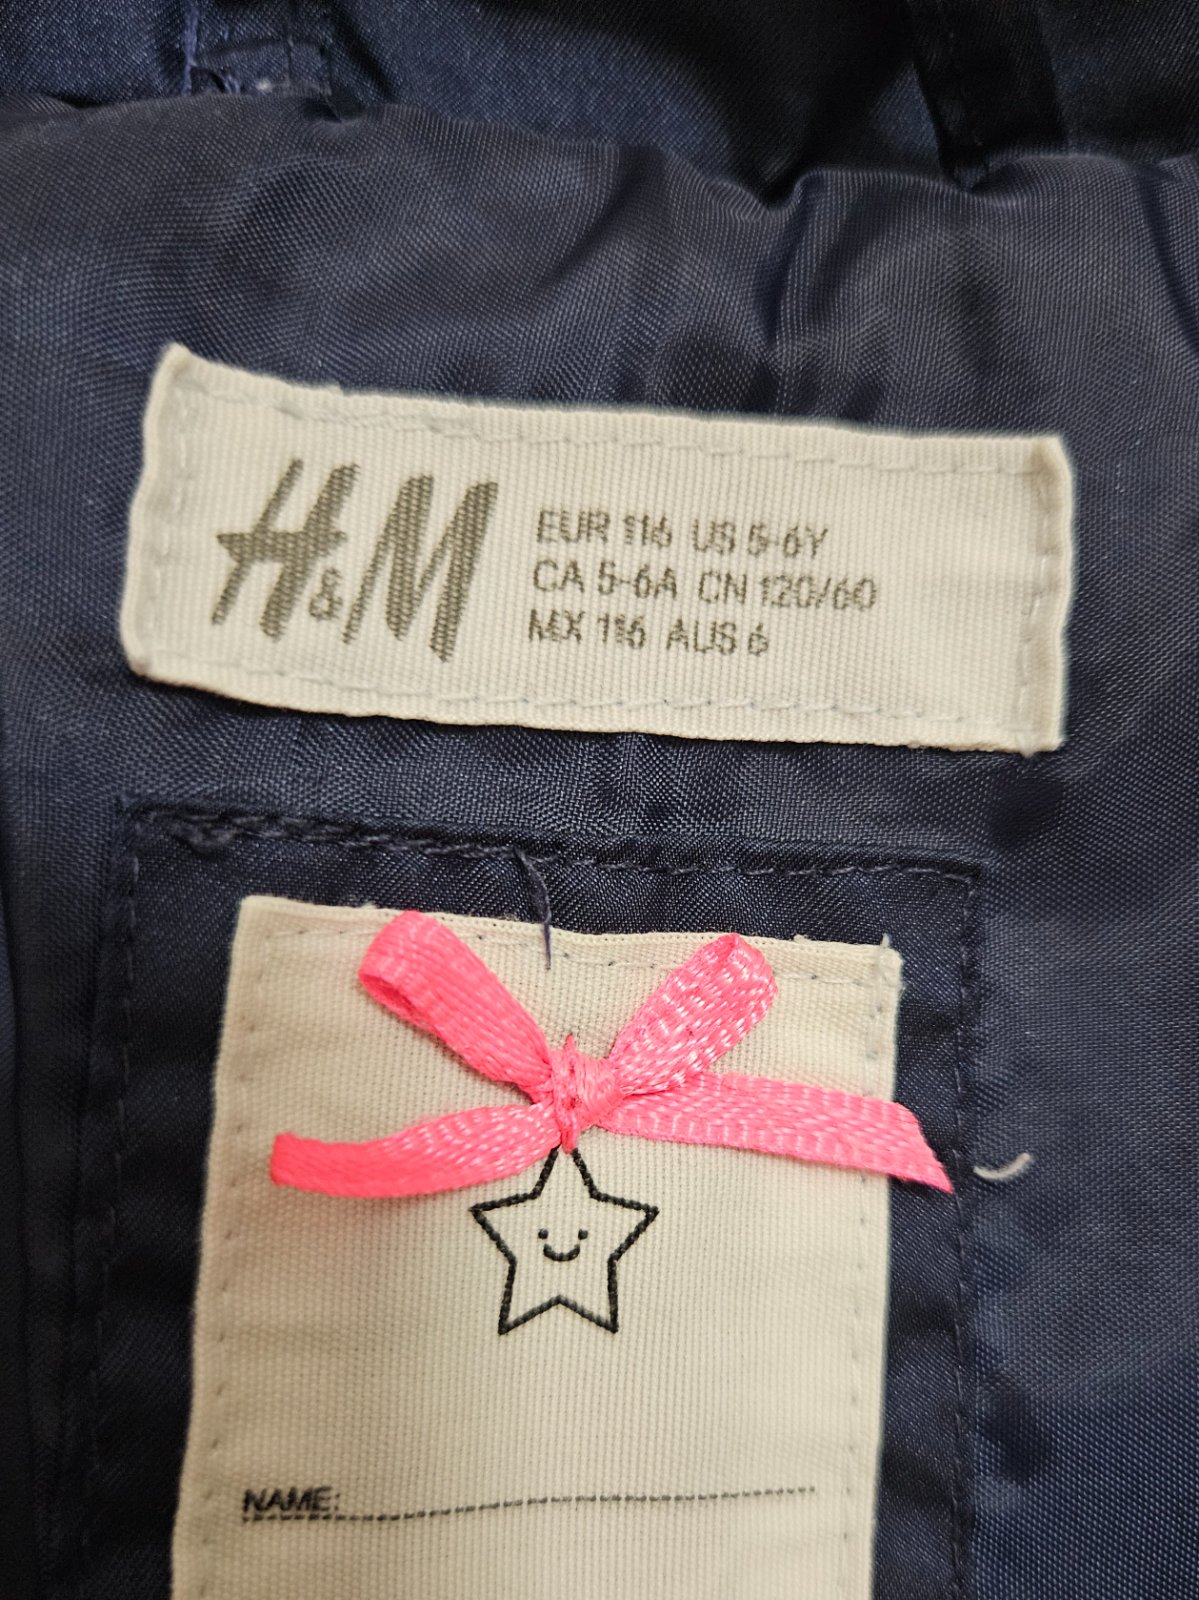 H&M
EUR 116 US 5-6Y
CA 5-6A CN 120/60
MX 116 AUS 6
NAME: